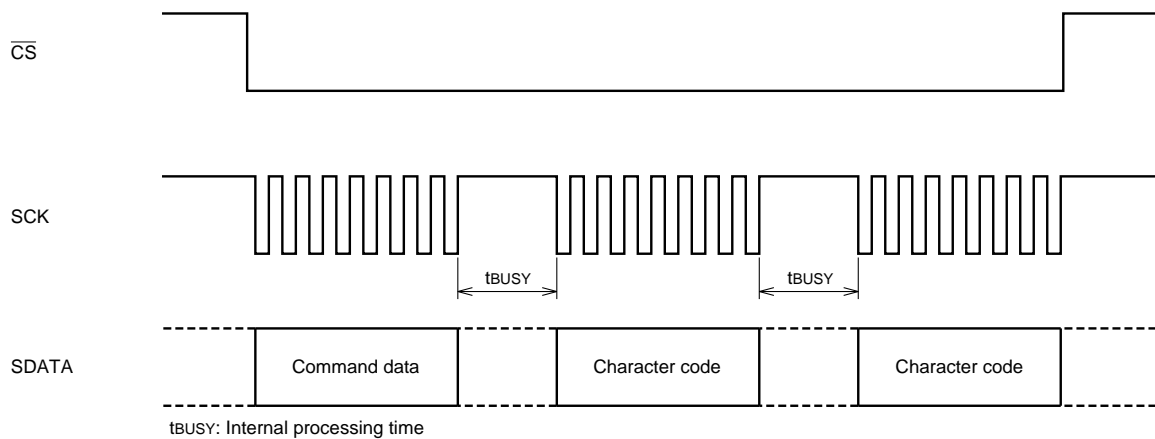 CS
SCK
tBUSY
tBUSY
SDATA
Command data
Character code
Character code
tBUSY: Internal processing time